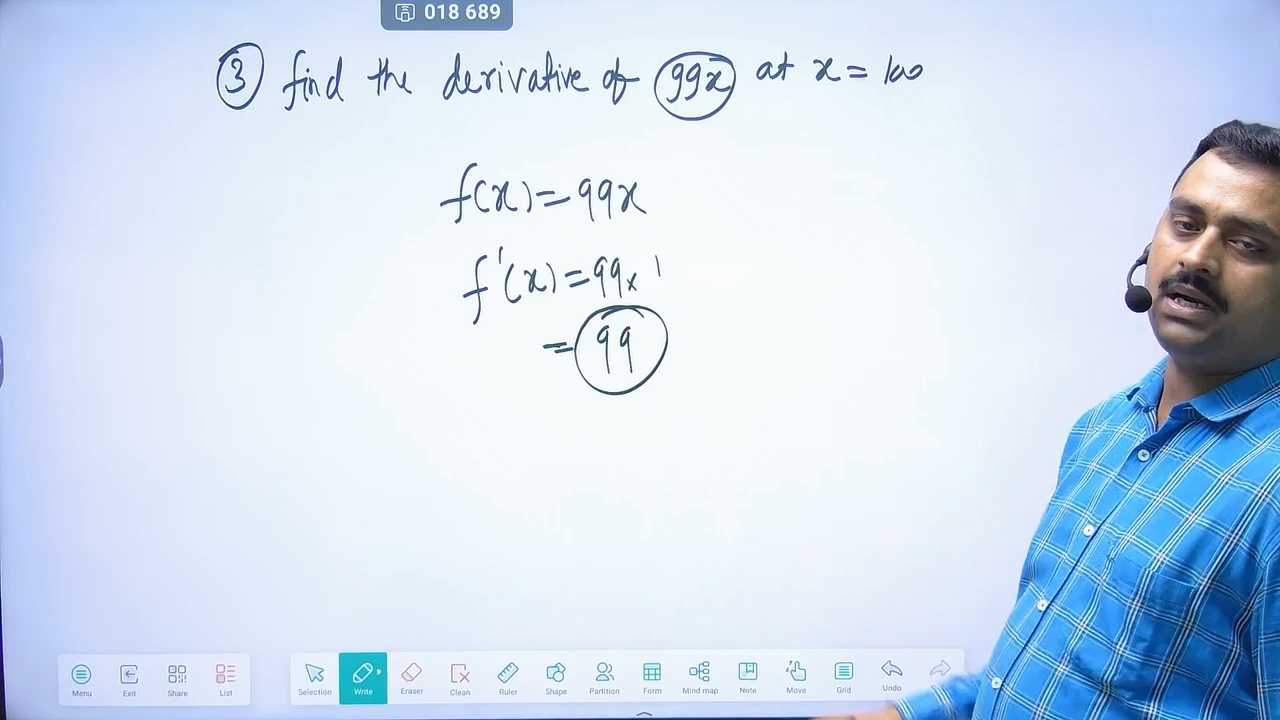 018 689
③ find the derivative of 99x at x = 100
f(x) = 99x
f'(x) = 99 x 1
= 99
Menu Exit Share List Selection Write Eraser Clean Ruler Shape Partition Form Mind map Note Move Grid Undo